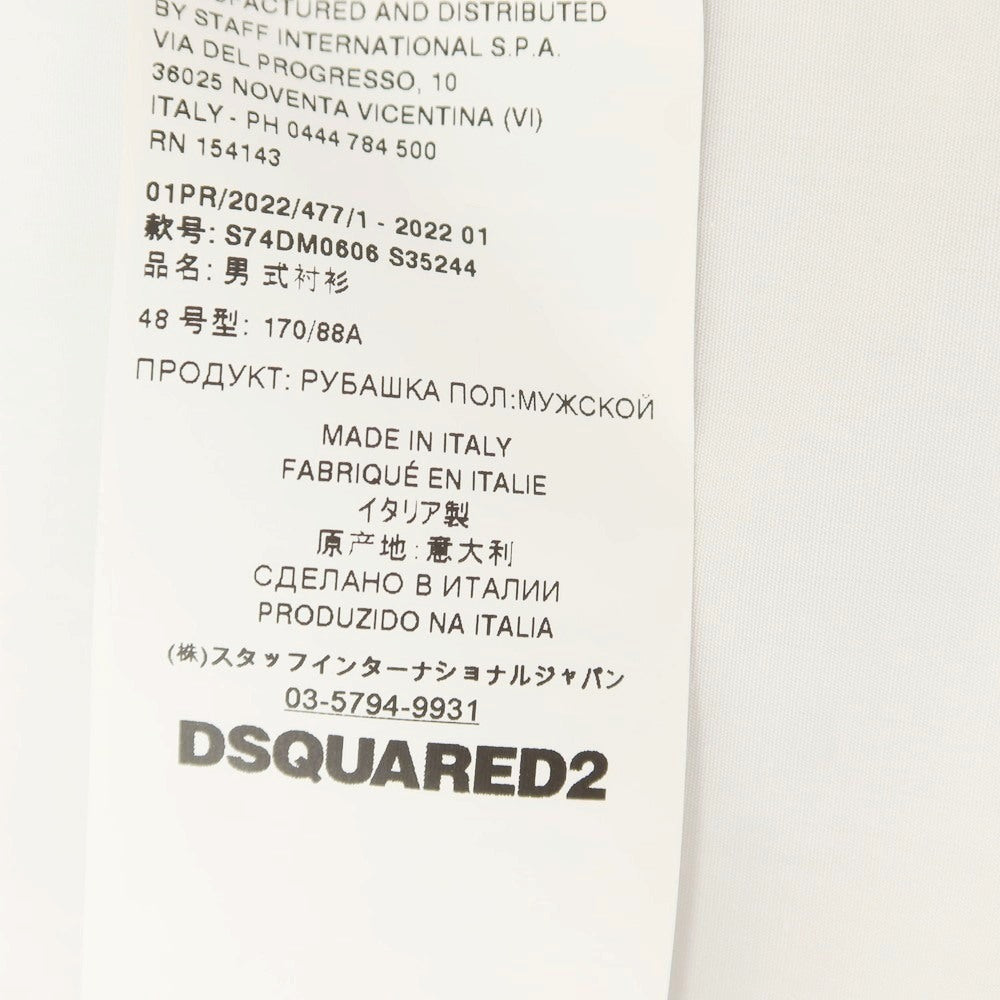 MANUFACTURED AND DISTRIBUTED
BY STAFF INTERNATIONAL S.P.A.
VIA DEL PROGRESSO, 10
36025 NOVENTA VICENTINA (VI)
ITALY - PH 0444 784 500
RN 154143
01PR/2022/477/1 - 2022 01
款号: S74DM0606 S35244
品名: 男 式衬衫
48 号型: 170/88A
ПРОДУКТ: РУБАШКА ПОЛ:МУЖСКОЙ
MADE IN ITALY
FABRIQUÉ EN ITALIE
イタリア製
原产地:意大利
СДЕЛАНО В ИТАЛИИ
PRODUZIDO NA ITALIA
(株)スタッフインターナショナルジャパン
03-5794-9931
DSQUARED2